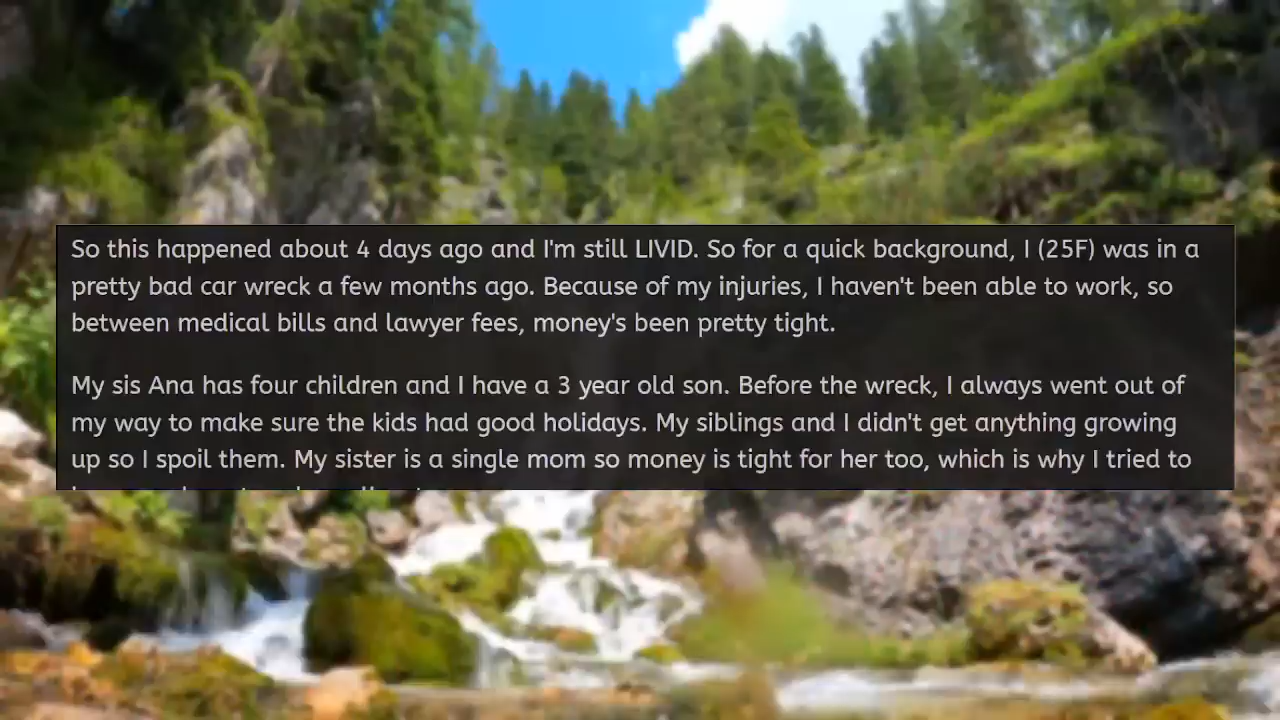 So this happened about 4 days ago and I'm still LIVID. So for a quick background, I (25F) was in a
pretty bad car wreck a few months ago. Because of my injuries, I haven't been able to work, so
between medical bills and lawyer fees, money's been pretty tight.
My sis Ana has four children and I have a 3 year old son. Before the wreck, I always went out of
my way to make sure the kids had good holidays. My siblings and I didn't get anything growing
up so I spoil them. My sister is a single mom so money is tight for her too, which is why I tried to